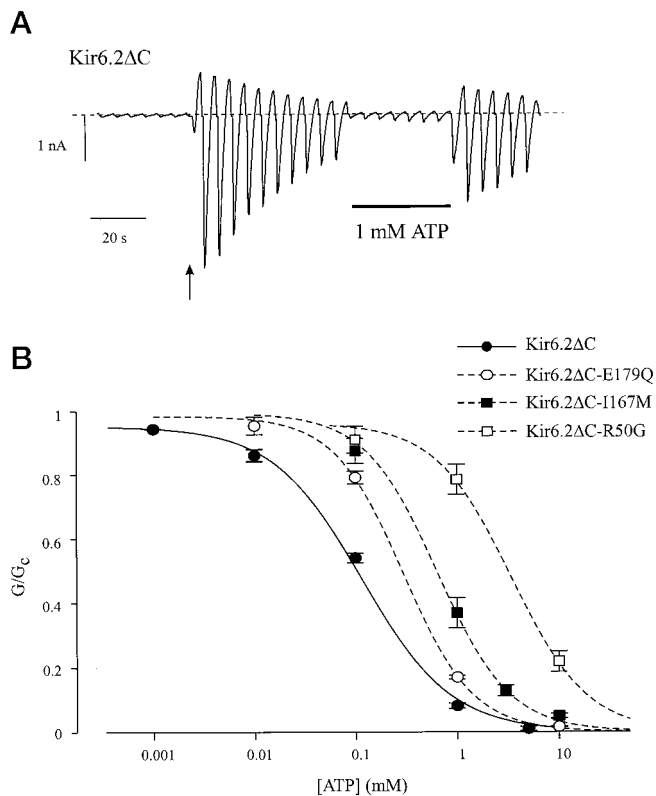 A
Kir6.2ΔC
1 nA
20 s
1 mM ATP
B
Kir6.2ΔC
Kir6.2ΔC-E179Q
Kir6.2ΔC-I167M
Kir6.2ΔC-R50G
1
0.8
0.6
0.4
0.2
0
G/Gc
0.001
0.01
0.1
1
10
[ATP] (mM)